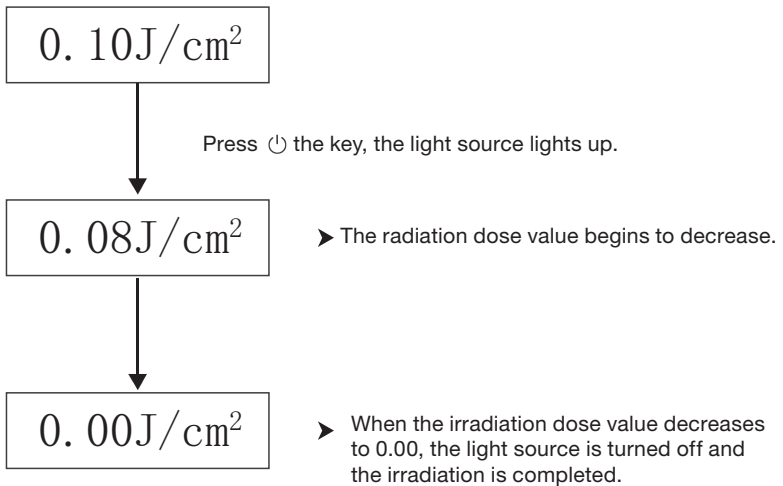 0.10J/cm²
Press ⏻ the key, the light source lights up.
0.08J/cm²
➤ The radiation dose value begins to decrease.
0.00J/cm²
➤ When the irradiation dose value decreases
to 0.00, the light source is turned off and
the irradiation is completed.